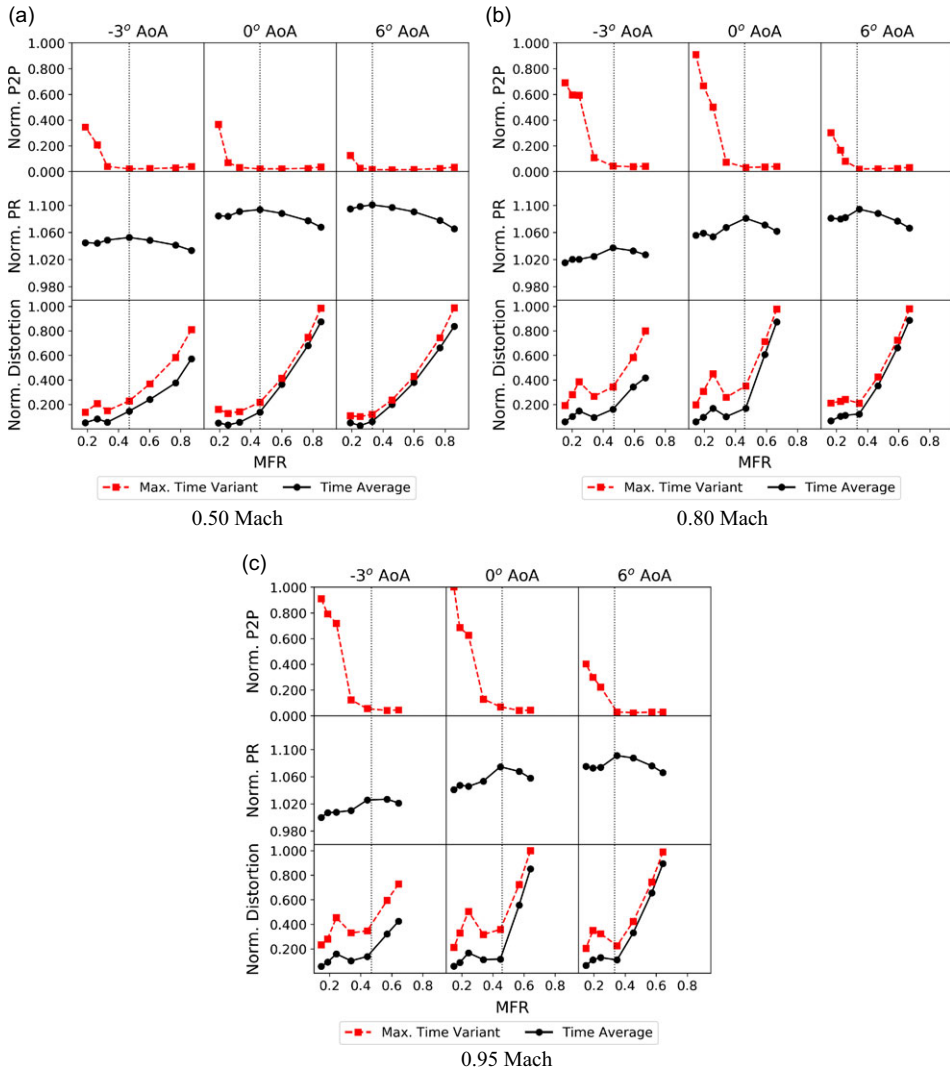 (a)
-3° AoA 0° AoA 6° AoA
Norm. P2P
1.000
0.800
0.600
0.400
0.200
0.000
Norm. PR
1.100
1.060
1.020
0.980
Norm. Distortion
1.000
0.800
0.600
0.400
0.200
0.2 0.4 0.6 0.8 0.2 0.4 0.6 0.8 0.2 0.4 0.6 0.8
MFR
Max. Time Variant Time Average
0.50 Mach
(b)
-3° AoA 0° AoA 6° AoA
Norm. P2P
1.000
0.800
0.600
0.400
0.200
0.000
Norm. PR
1.100
1.060
1.020
0.980
Norm. Distortion
1.000
0.800
0.600
0.400
0.200
0.2 0.4 0.6 0.8 0.2 0.4 0.6 0.8 0.2 0.4 0.6 0.8
MFR
Max. Time Variant Time Average
0.80 Mach
(c)
-3° AoA 0° AoA 6° AoA
Norm. P2P
1.000
0.800
0.600
0.400
0.200
0.000
Norm. PR
1.100
1.060
1.020
0.980
Norm. Distortion
1.000
0.800
0.600
0.400
0.200
0.2 0.4 0.6 0.8 0.2 0.4 0.6 0.8 0.2 0.4 0.6 0.8
MFR
Max. Time Variant Time Average
0.95 Mach